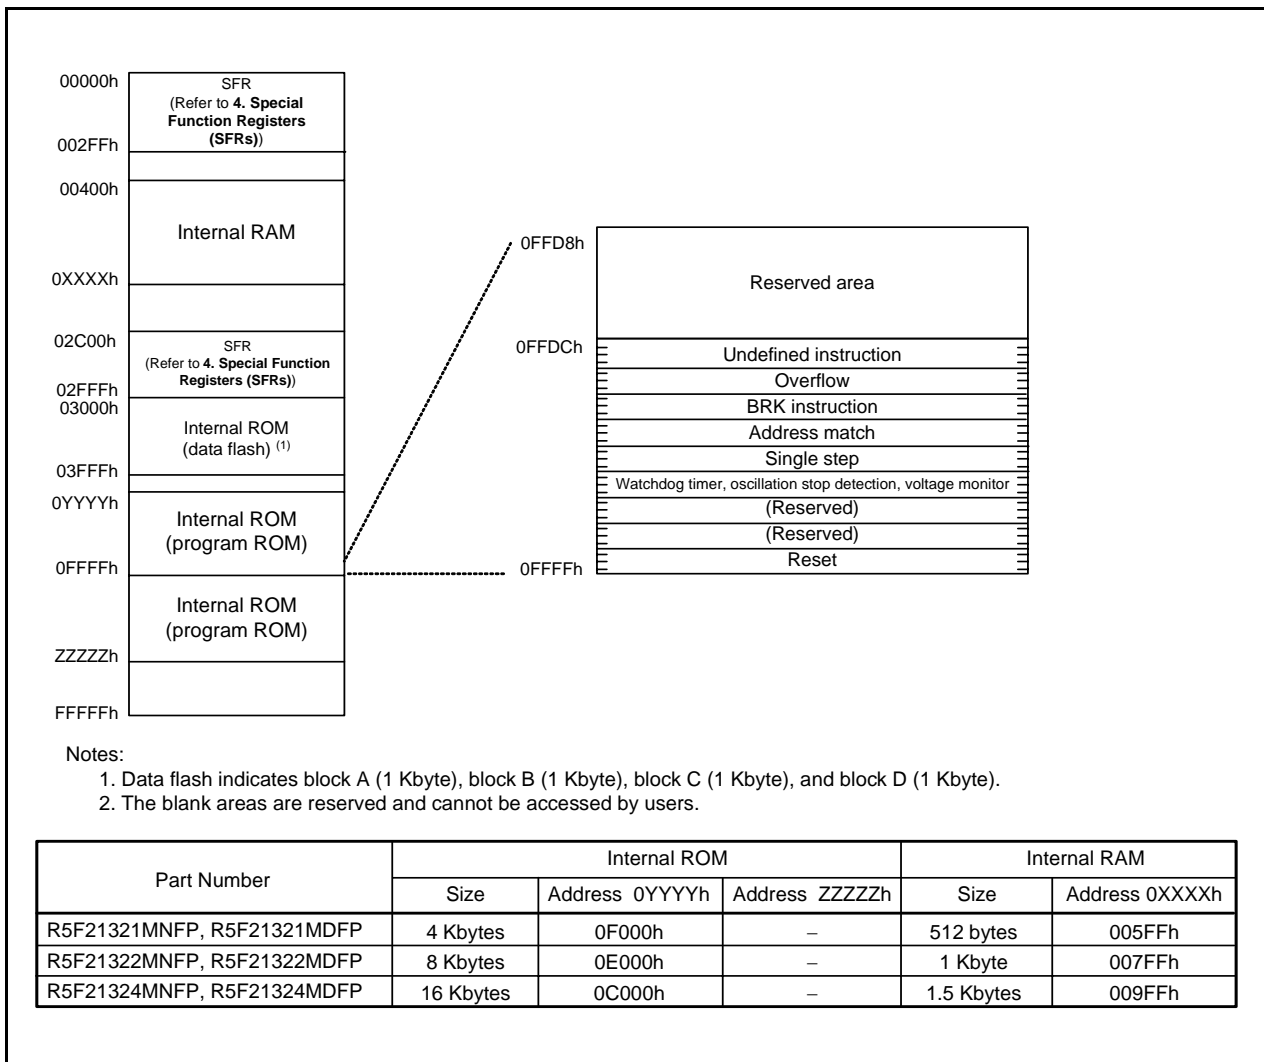 00000h
SFR
(Refer to 4. Special
Function Registers
(SFRs))
002FFh
00400h
Internal RAM
0XXXXh
02C00h
SFR
(Refer to 4. Special Function
Registers (SFRs))
02FFFh
03000h
Internal ROM
(data flash) (1)
03FFFh
0YYYYh
Internal ROM
(program ROM)
0FFFFh
Internal ROM
(program ROM)
ZZZZZh
FFFFFh
0FFD8h
Reserved area
0FFDCh
Undefined instruction
Overflow
BRK instruction
Address match
Single step
Watchdog timer, oscillation stop detection, voltage monitor
(Reserved)
(Reserved)
Reset
0FFFFh
Notes:
1. Data flash indicates block A (1 Kbyte), block B (1 Kbyte), block C (1 Kbyte), and block D (1 Kbyte).
2. The blank areas are reserved and cannot be accessed by users.
Part Number Internal ROM Internal RAM
Size Address 0YYYYh Address ZZZZZh Size Address 0XXXXh
R5F21321MNFP, R5F21321MDFP 4 Kbytes 0F000h – 512 bytes 005FFh
R5F21322MNFP, R5F21322MDFP 8 Kbytes 0E000h – 1 Kbyte 007FFh
R5F21324MNFP, R5F21324MDFP 16 Kbytes 0C000h – 1.5 Kbytes 009FFh